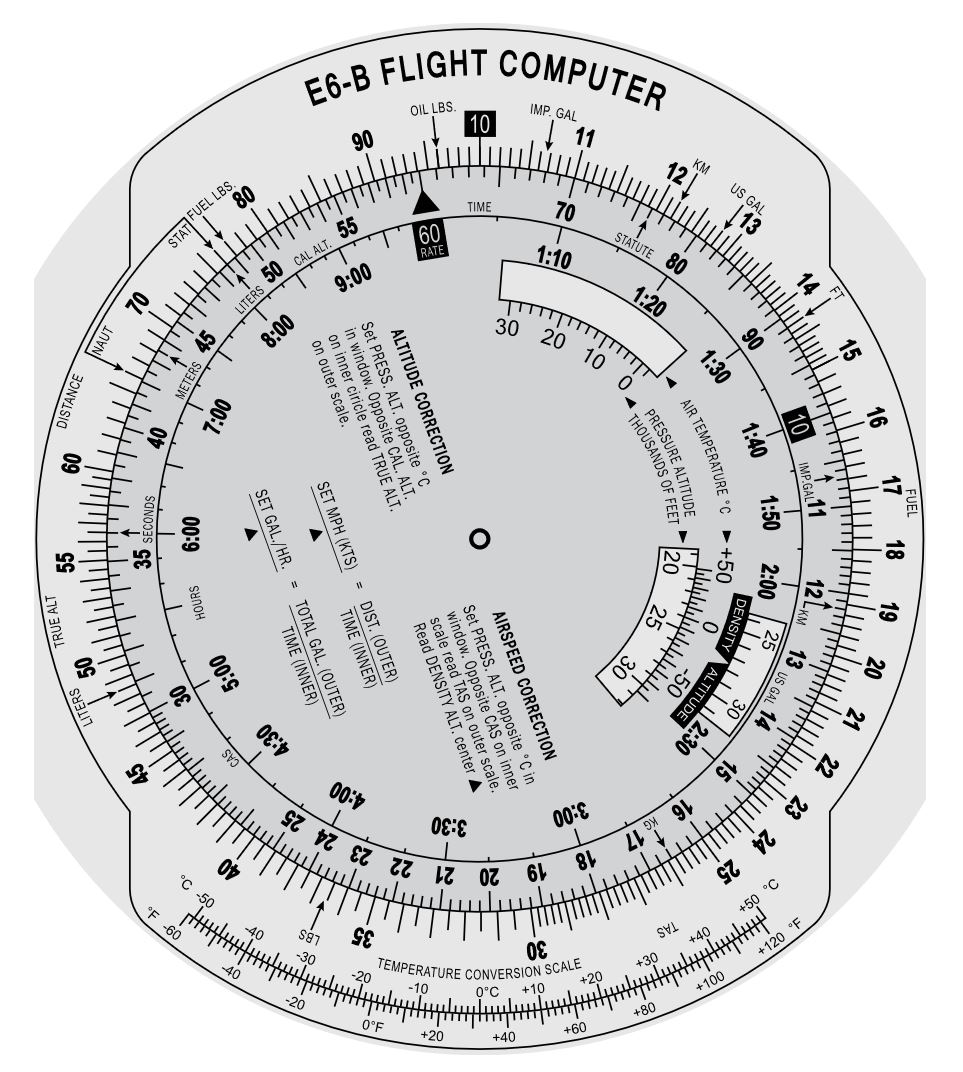 E6-B FLIGHT COMPUTER
OIL LBS.
10
IMP. GAL
11
12
KM
US GAL
13
14
FT
15
16
17
FUEL
18
19
20
21
22
23
24
25
TAS
30
35
LBS
40
45
LITERS
50
TRUE ALT
55
60
DISTANCE
NAUT
70
STAT
FUEL LBS.
80
90
TIME
60
RATE
70
STATUTE
80
90
10
IMP.GAL
11
12
KM
13
US GAL
14
15
16
KG
17
18
19
20
21
22
23
24
25
CAS
30
35
SECONDS
40
METERS
45
LITERS
50
CAL ALT.
55
1:10
1:20
1:30
1:40
1:50
2:00
2:30
3:00
3:30
4:00
4:30
5:00
HOURS
6:00
7:00
8:00
9:00
30
20
10
0
AIR TEMPERATURE °C
PRESSURE ALTITUDE
THOUSANDS OF FEET
+50
0
-50
20
25
30
DENSITY
ALTITUDE
25
30
ALTITUDE CORRECTION
Set PRESS. ALT. opposite °C
in window. Opposite CAL. ALT.
on inner ciricle read TRUE ALT.
on outer scale.
SET MPH (KTS) = DIST. (OUTER)
TIME (INNER)
SET GAL./HR. = TOTAL GAL. (OUTER)
TIME (INNER)
AIRSPEED CORRECTION
Set PRESS. ALT. opposite °C in
window. Opposite CAS on inner
scale read TAS on outer scale.
Read DENSITY ALT. center
TEMPERATURE CONVERSION SCALE
°C
-50
-40
-30
-20
-10
0°C
+10
+20
+30
+40
+50
°C
°F
-60
-40
-20
0°F
+20
+40
+60
+80
+100
+120
°F